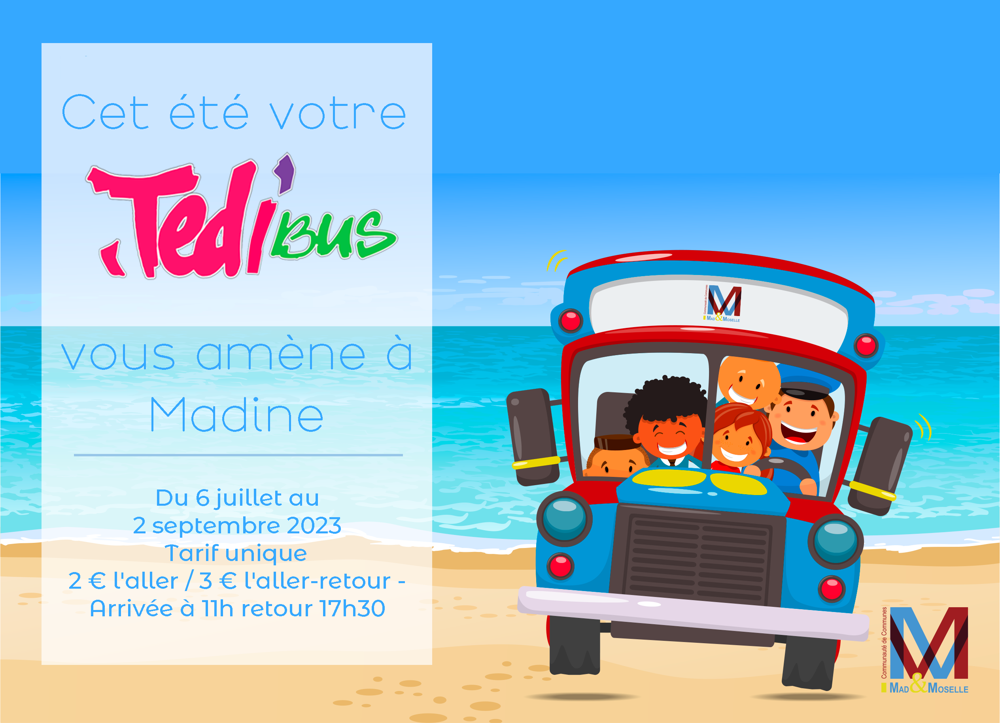 Cet été votre
Tedi'Bus
vous amène à
Madine
Du 6 juillet au
2 septembre 2023
Tarif unique
2 € l'aller / 3 € l'aller-retour -
Arrivée à 11h retour 17h30
Communauté de Communes
M
MAD & MOSELLE
Communauté de Communes
M
MAD & MOSELLE